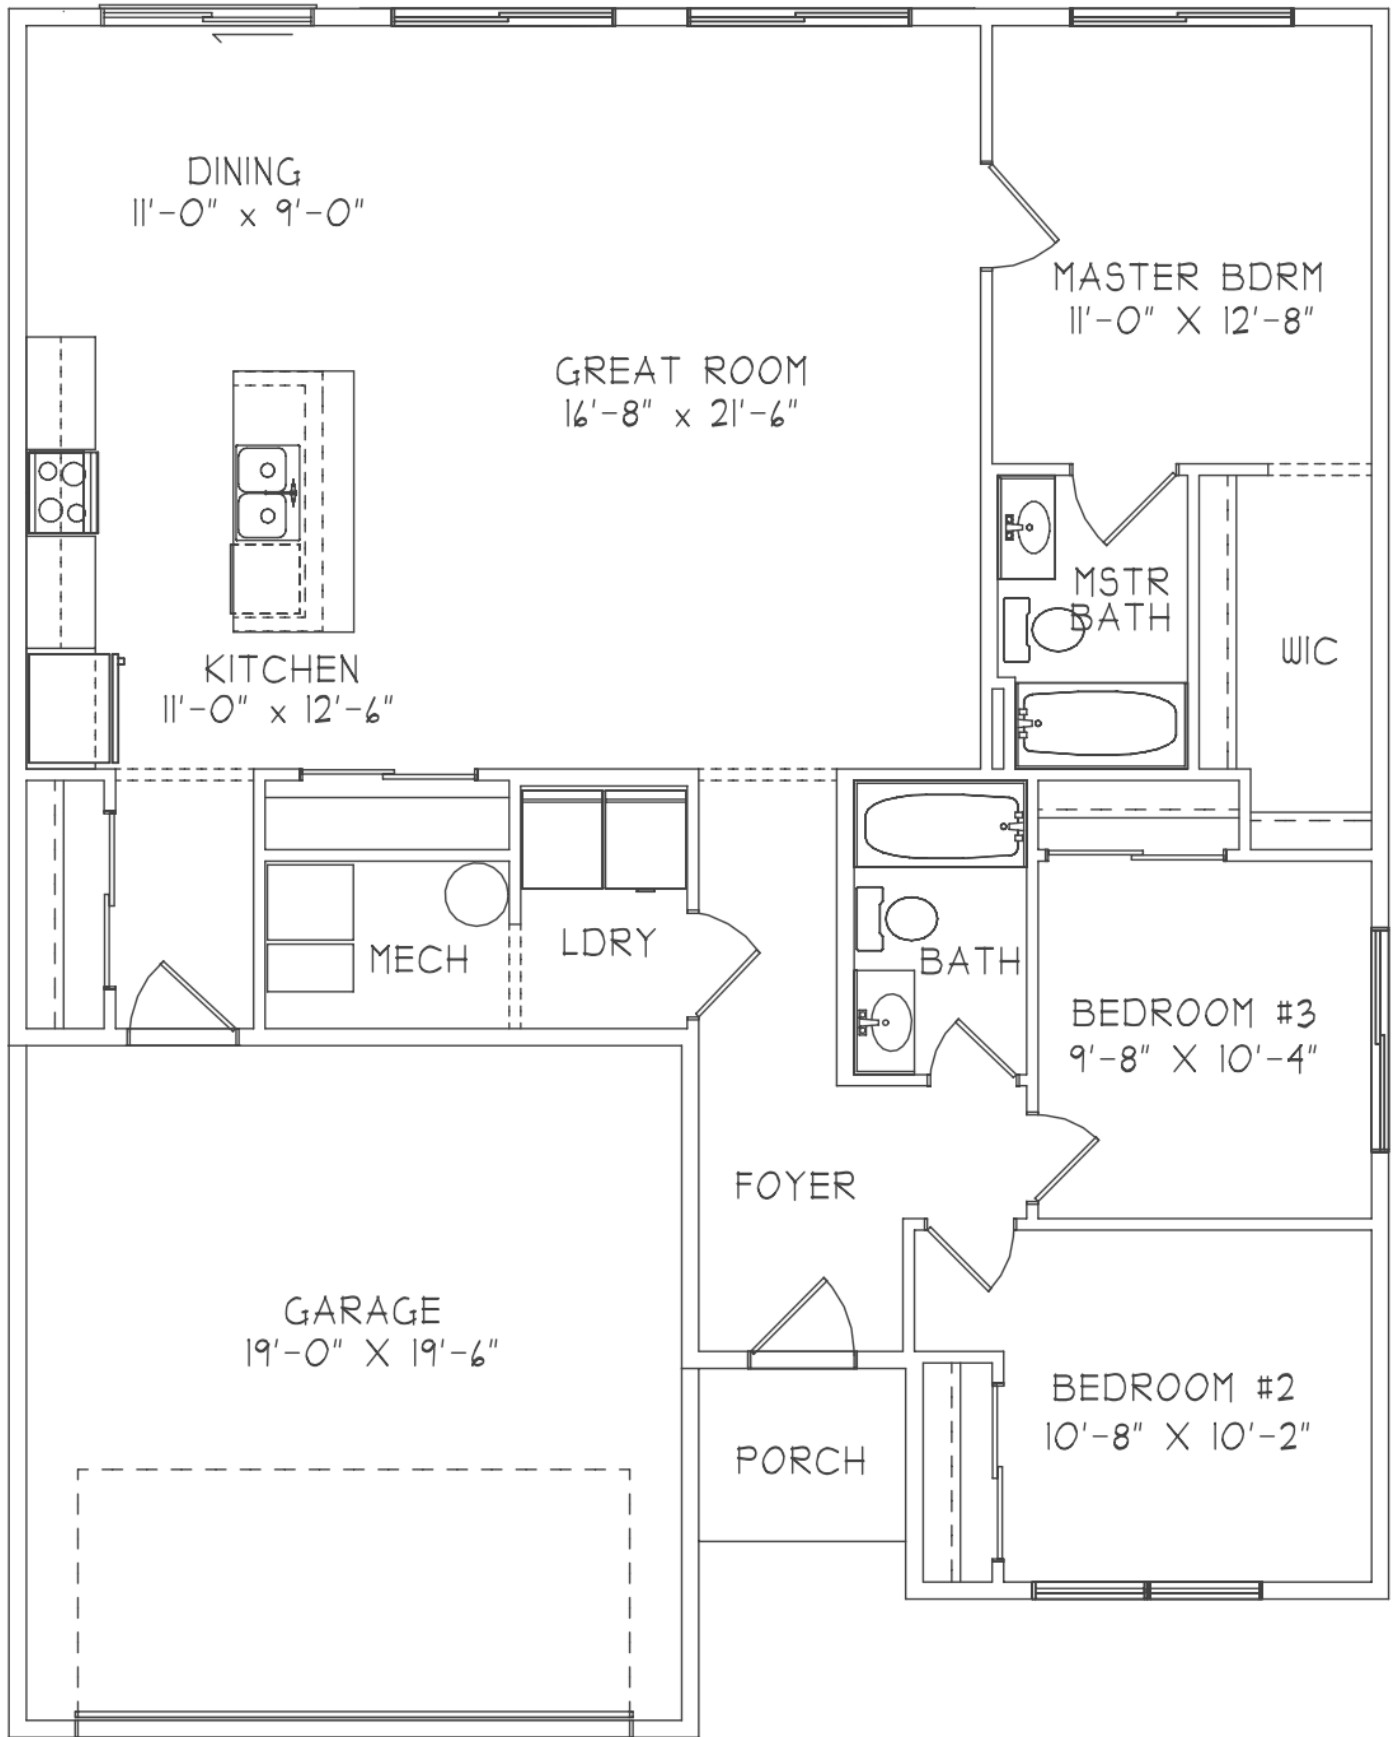 DINING
11'-0" x 9'-0"
MASTER BDRM
11'-0" X 12'-8"
GREAT ROOM
16'-8" x 21'-6"
MSTR
BATH
WIC
KITCHEN
11'-0" x 12'-6"
MECH
LDRY
BATH
BEDROOM #3
9'-8" X 10'-4"
FOYER
GARAGE
19'-0" X 19'-6"
BEDROOM #2
10'-8" X 10'-2"
PORCH